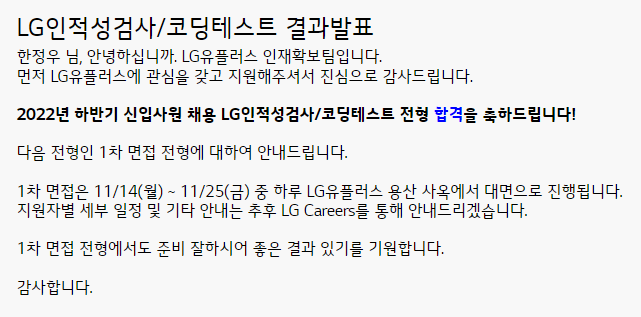 LG인적성검사/코딩테스트 결과발표
한정우 님, 안녕하십니까. LG유플러스 인재확보팀입니다.
먼저 LG유플러스에 관심을 갖고 지원해주셔서 진심으로 감사드립니다.
2022년 하반기 신입사원 채용 LG인적성검사/코딩테스트 전형 합격을 축하드립니다!
다음 전형인 1차 면접 전형에 대하여 안내드립니다.
1차 면접은 11/14(월) ~ 11/25(금) 중 하루 LG유플러스 용산 사옥에서 대면으로 진행됩니다.
지원자별 세부 일정 및 기타 안내는 추후 LG Careers를 통해 안내드리겠습니다.
1차 면접 전형에서도 준비 잘하시어 좋은 결과 있기를 기원합니다.
감사합니다.